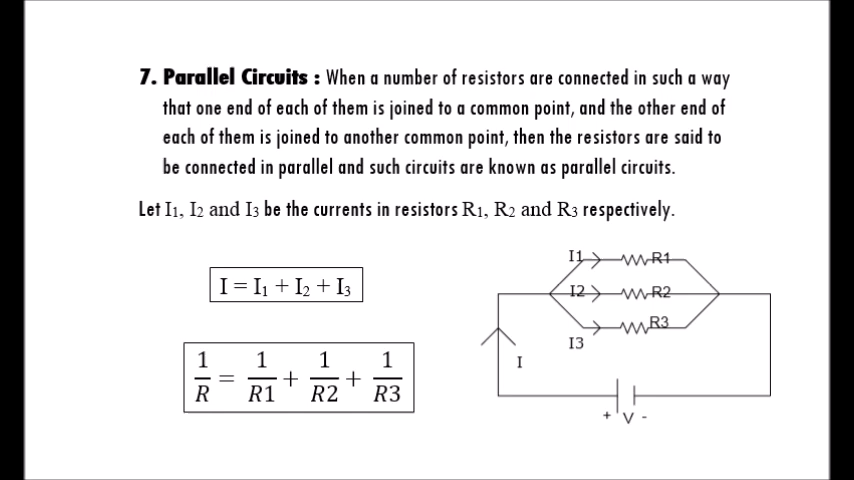 7. Parallel Circuits : When a number of resistors are connected in such a way
that one end of each of them is joined to a common point, and the other end of
each of them is joined to another common point, then the resistors are said to
be connected in parallel and such circuits are known as parallel circuits.
Let I1, I2 and I3 be the currents in resistors R1, R2 and R3 respectively.
I = I1 + I2 + I3
1/R = 1/R1 + 1/R2 + 1/R3
I1 R1
I2 R2
R3
I3
I
+ V -